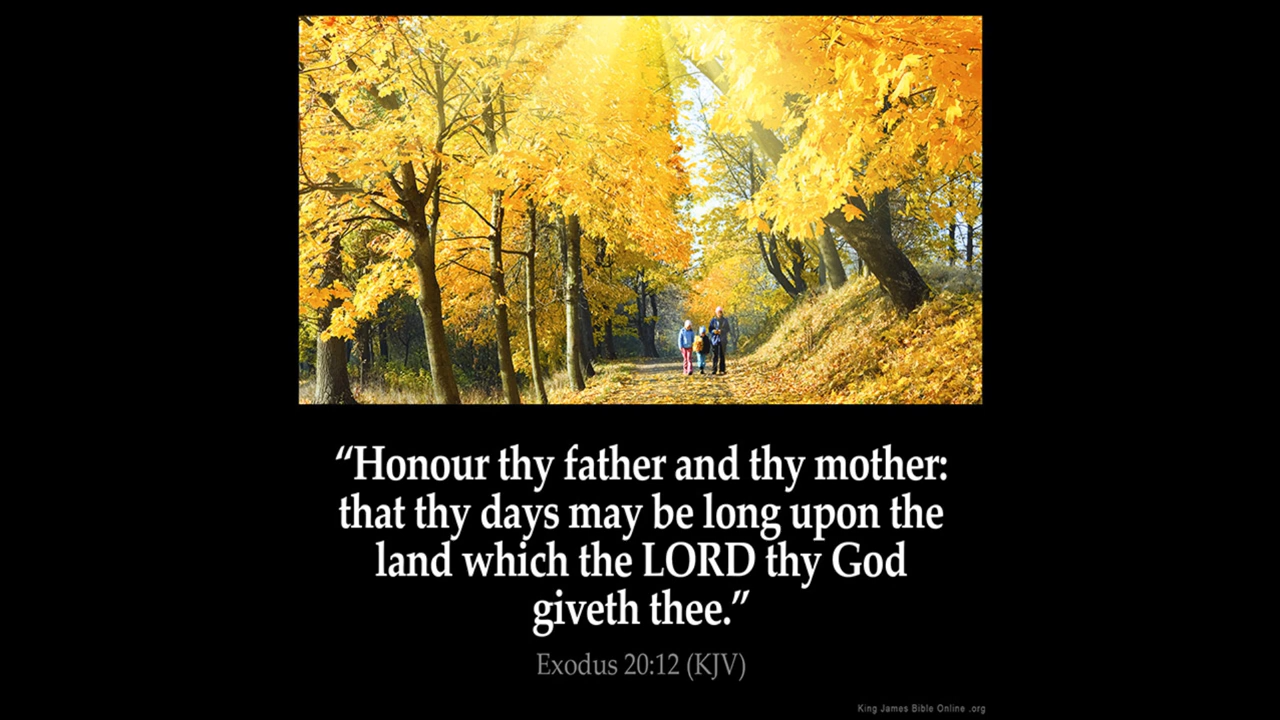 “Honour thy father and thy mother:
that thy days may be long upon the
land which the LORD thy God
giveth thee.”
Exodus 20:12 (KJV)
King James Bible Online .org